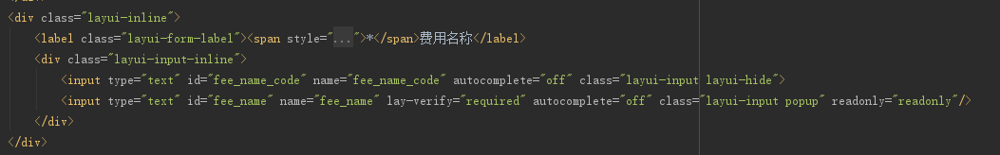 <div class="layui-inline">
<label class="layui-form-label"><span style="...">*</span>费用名称</label>
<div class="layui-input-inline">
<input type="text" id="fee_name_code" name="fee_name_code" autocomplete="off" class="layui-input layui-hide">
<input type="text" id="fee_name" name="fee_name" lay-verify="required" autocomplete="off" class="layui-input popup" readonly="readonly"/>
</div>
</div>